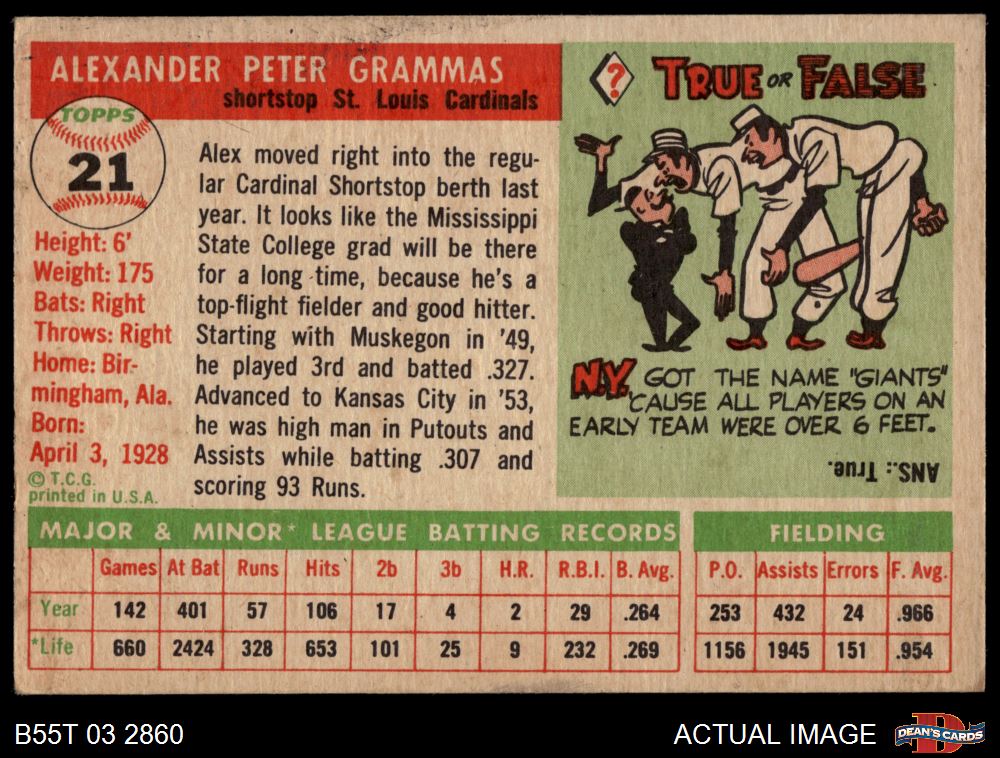 ALEXANDER PETER GRAMMAS
shortstop St. Louis Cardinals
TOPPS
21
Height: 6'
Weight: 175
Bats: Right
Throws: Right
Home: Bir-
mingham, Ala.
Born:
April 3, 1928
© T.C.G.
printed in U.S.A.
Alex moved right into the regu-
lar Cardinal Shortstop berth last
year. It looks like the Mississippi
State College grad will be there
for a long time, because he's a
top-flight fielder and good hitter.
Starting with Muskegon in '49,
he played 3rd and batted .327.
Advanced to Kansas City in '53,
he was high man in Putouts and
Assists while batting .307 and
scoring 93 Runs.
? TRUE OR FALSE
N.Y. GOT THE NAME "GIANTS"
'CAUSE ALL PLAYERS ON AN
EARLY TEAM WERE OVER 6 FEET.
ANS.: True.
MAJOR & MINOR* LEAGUE BATTING RECORDS FIELDING
Games At Bat Runs Hits 2b 3b H.R. R.B.I. B. Avg. P.O. Assists Errors F. Avg.
Year 142 401 57 106 17 4 2 29 .264 253 432 24 .966
*Life 660 2424 328 653 101 25 9 232 .269 1156 1945 151 .954
B55T 03 2860
ACTUAL IMAGE
D
DEAN'S CARDS